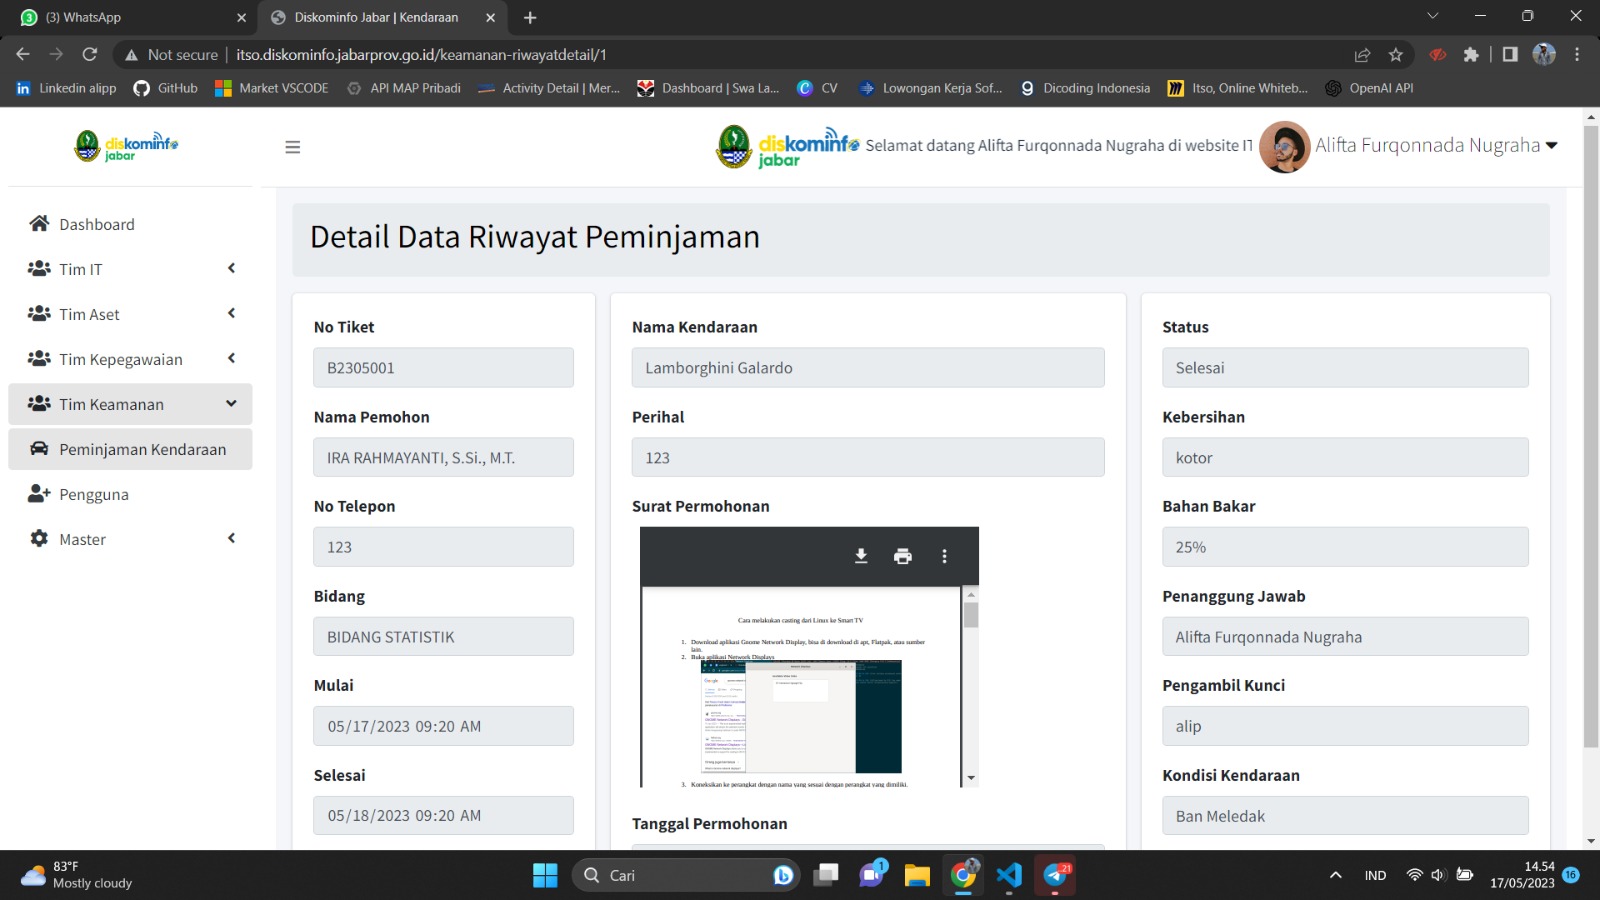 (3) WhatsApp
Diskominfo Jabar | Kendaraan
Not secure
itso.diskominfo.jabarprov.go.id/keamanan-riwayatdetail/1
Linkedin alipp
GitHub
Market VSCODE
API MAP Pribadi
Activity Detail | Mer...
Dashboard | Swa La...
CV
Lowongan Kerja Sof...
Dicoding Indonesia
Itso, Online Whiteb...
OpenAI API
diskominfo
jabar
diskominfo
jabar
Selamat datang Alifta Furqonnada Nugraha di website IT
Alifta Furqonnada Nugraha
Dashboard
Tim IT
Tim Aset
Tim Kepegawaian
Tim Keamanan
Peminjaman Kendaraan
Pengguna
Master
Detail Data Riwayat Peminjaman
No Tiket
B2305001
Nama Pemohon
IRA RAHMAYANTI, S.Si., M.T.
No Telepon
123
Bidang
BIDANG STATISTIK
Mulai
05/17/2023 09:20 AM
Selesai
05/18/2023 09:20 AM
Nama Kendaraan
Lamborghini Galardo
Perihal
123
Surat Permohonan
Cara melakukan casting dari Linux ke Smart TV
1. Download aplikasi Gnome Network Display, bisa di download di apt, Flatpak, atau sumber
lain.
2. Buka aplikasi Network Displays
Google
3. Koneksikan ke perangkat dengan nama yang sesuai dengan perangkat yang dimiliki.
Tanggal Permohonan
Status
Selesai
Kebersihan
kotor
Bahan Bakar
25%
Penanggung Jawab
Alifta Furqonnada Nugraha
Pengambil Kunci
alip
Kondisi Kendaraan
Ban Meledak
83°F
Mostly cloudy
Cari
1
21
IND
14.54
17/05/2023
16